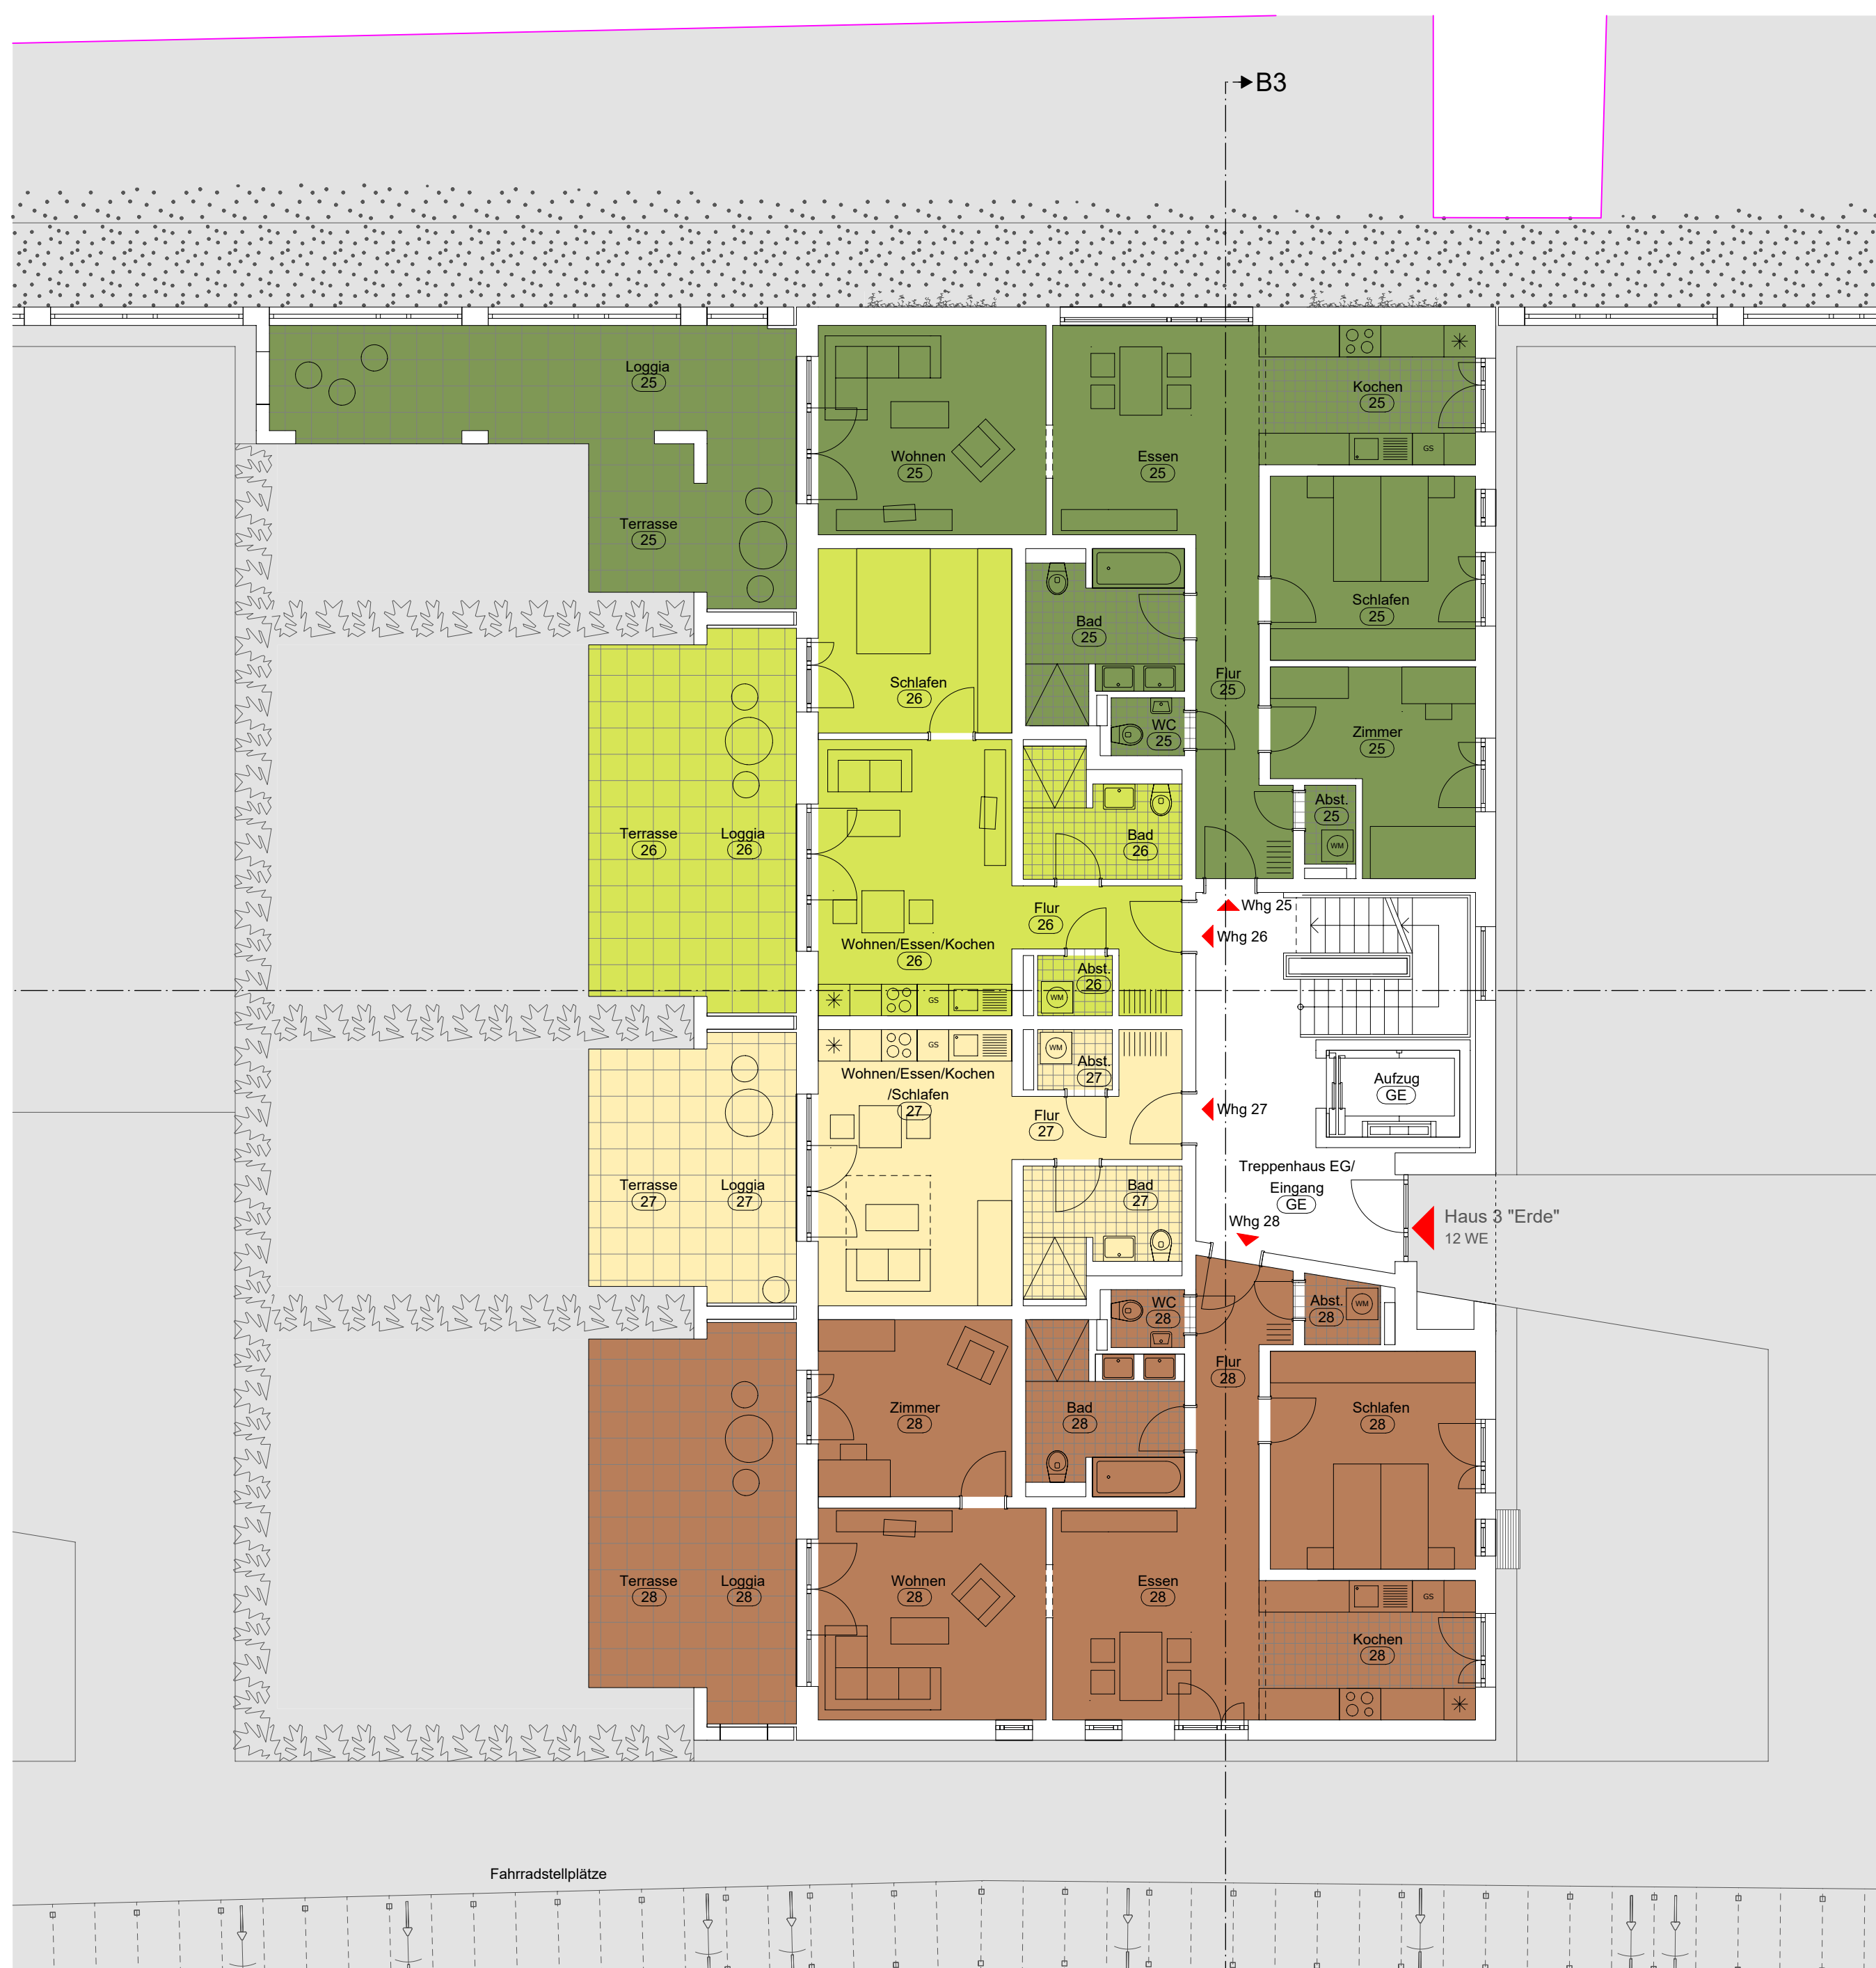 B3
Loggia
25
Terrasse
25
Wohnen
25
Essen
25
Kochen
25
GS
Schlafen
25
Bad
25
Flur
25
WC
25
Zimmer
25
Abst.
25
WM
Schlafen
26
Terrasse
26
Loggia
26
Bad
26
Flur
26
Wohnen/Essen/Kochen
26
Abst.
26
WM
GS
Whg 25
Whg 26
GS
WM
Abst.
27
Wohnen/Essen/Kochen
/Schlafen
27
Flur
27
Whg 27
Aufzug
GE
Terrasse
27
Loggia
27
Bad
27
Treppenhaus EG/
Eingang
GE
Whg 28
Haus 3 "Erde"
12 WE
WC
28
Abst.
28
WM
Flur
28
Zimmer
28
Bad
28
Schlafen
28
Terrasse
28
Loggia
28
Wohnen
28
Essen
28
GS
Kochen
28
Fahrradstellplätze